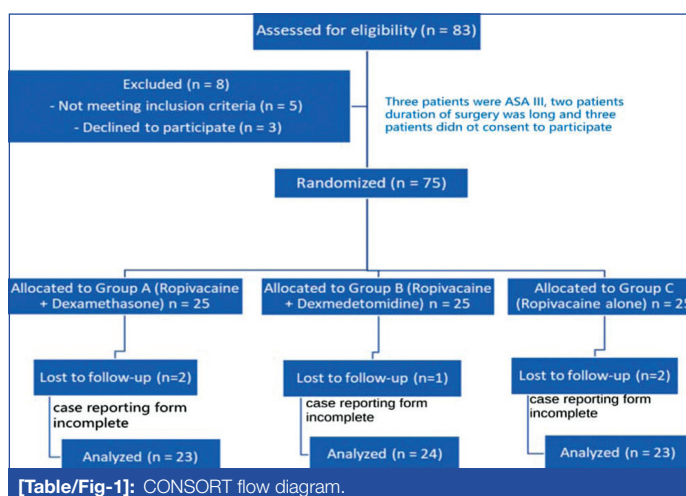 Assessed for eligibility (n = 83)
Excluded (n = 8)
- Not meeting inclusion criteria (n = 5)
- Declined to participate (n = 3)
Three patients were ASA III, two patients
duration of surgery was long and three
patients didn ot consent to participate
Randomized (n = 75)
Allocated to Group A (Ropivacaine
+ Dexamethasone) n = 25
Allocated to Group B (Ropivacaine
+ Dexmedetomidine) n = 25
Allocated to Group C
(Ropivacaine alone) n = 25
Lost to follow-up (n=2)
case reporting form
incomplete
Analyzed (n = 23)
Lost to follow-up (n=1)
case reporting form
incomplete
Analyzed (n = 24)
Lost to follow-up (n=2)
case reporting form
incomplete
Analyzed (n = 23)
[Table/Fig-1]: CONSORT flow diagram.